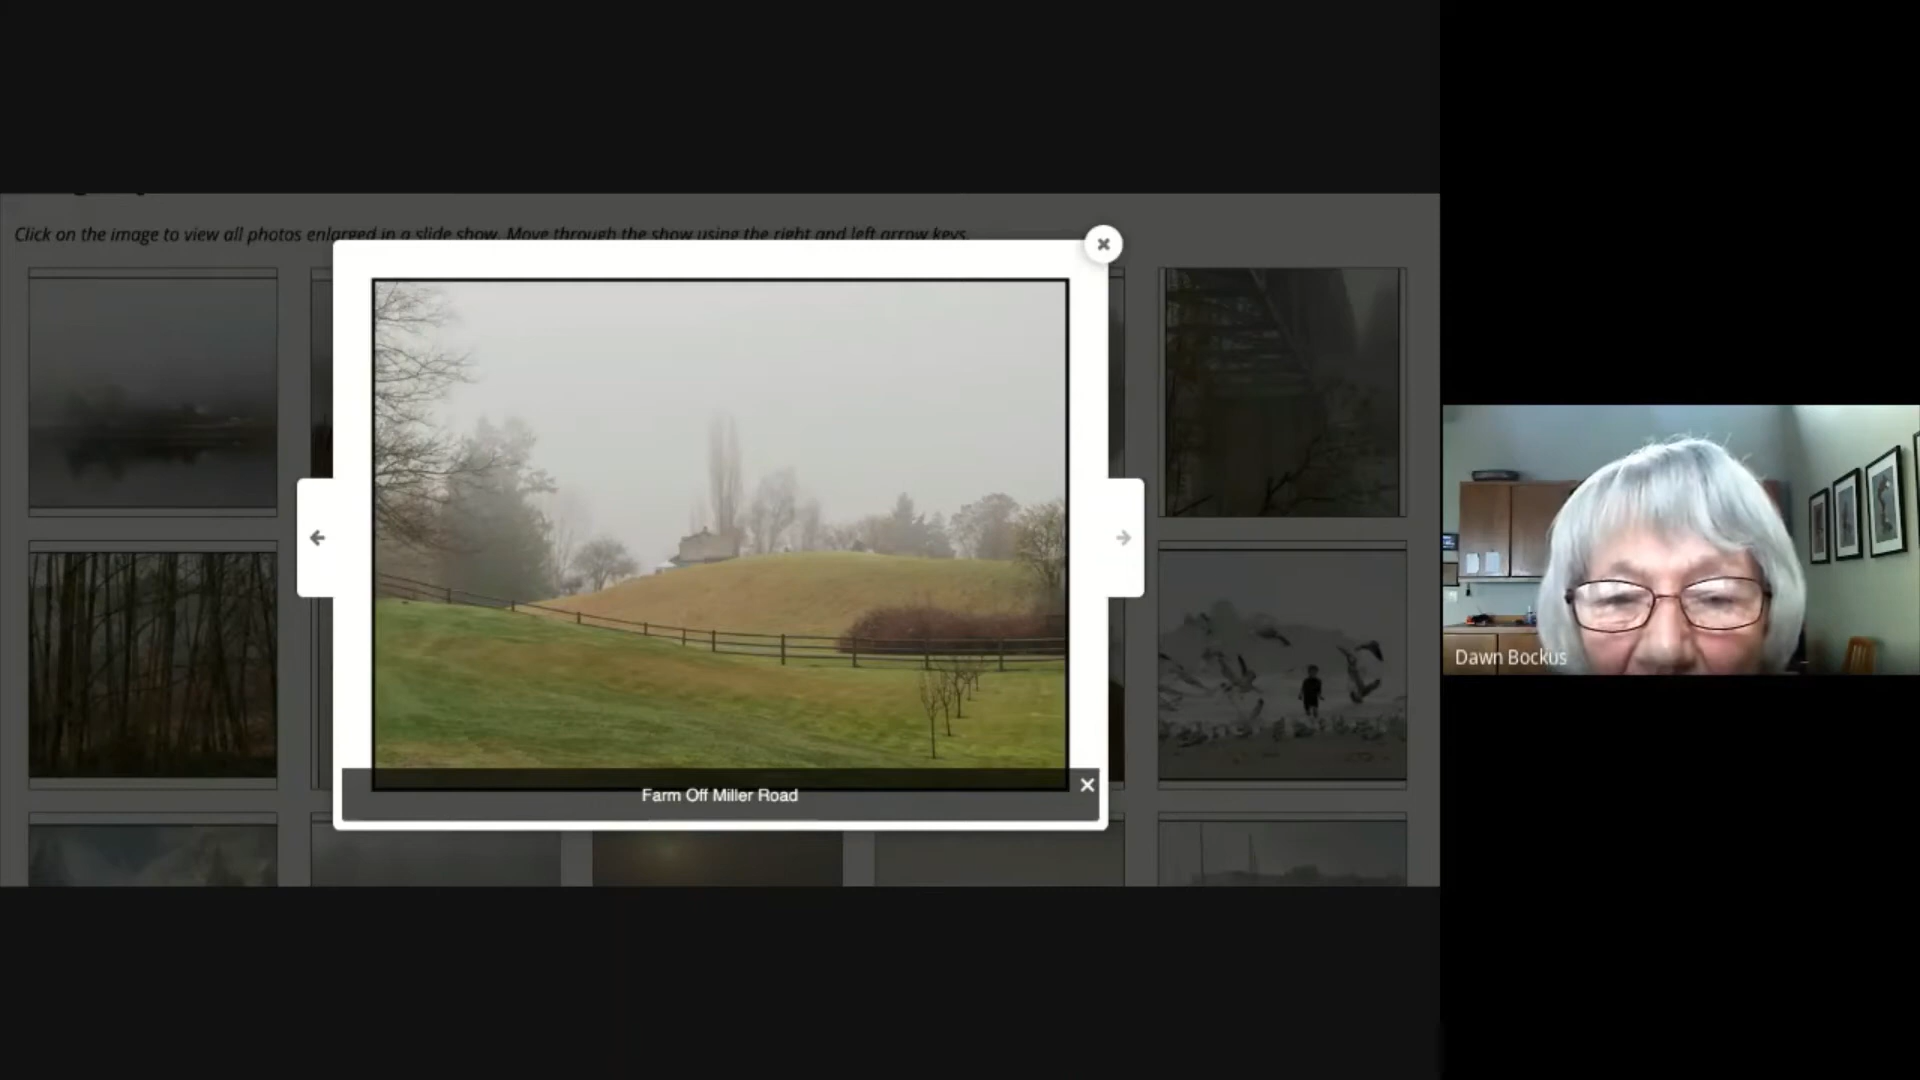 Click on the image to view all photos enlarged in a slide show. Move through the show using the right and left arrow keys.
Farm Off Miller Road
Dawn Bockus